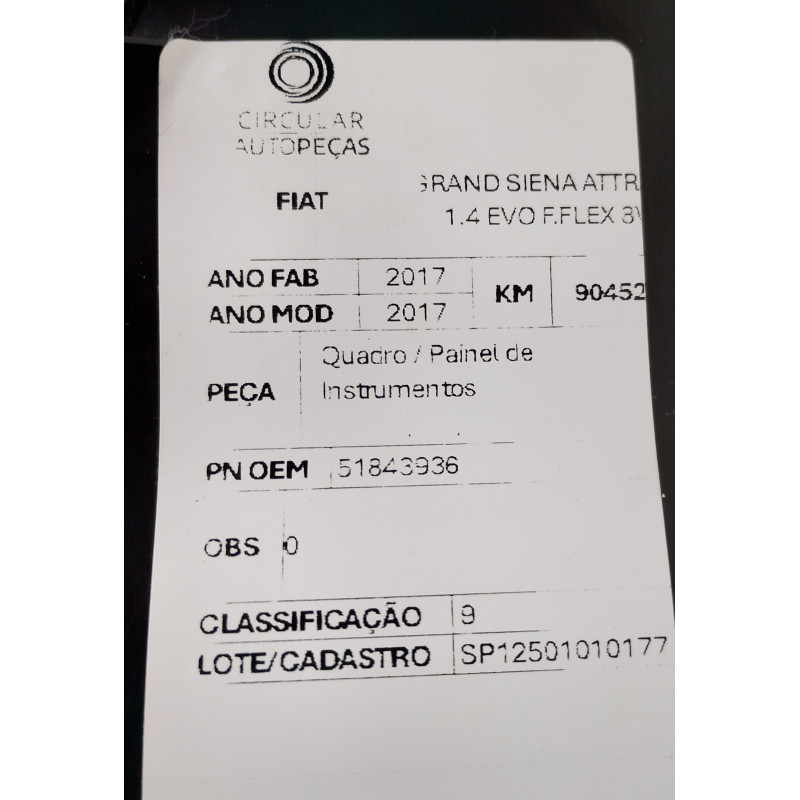 CIRCULAR
AUTOPEÇAS
FIAT
GRAND SIENA ATTR
1.4 EVO F.FLEX 8V
ANO FAB 2017
ANO MOD 2017
KM 90452
PEÇA
Quadro / Painel de
Instrumentos
PN OEM 51843936
OBS 0
CLASSIFICAÇÃO 9
LOTE/CADASTRO SP12501010177